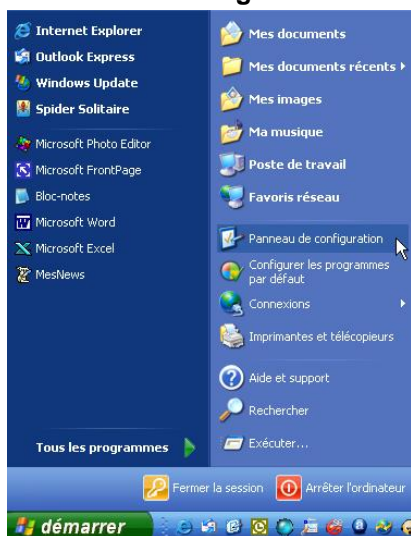 Internet Explorer
Outlook Express
Windows Update
Spider Solitaire
Microsoft Photo Editor
Microsoft FrontPage
Bloc-notes
Microsoft Word
Microsoft Excel
MesNews
Tous les programmes
Mes documents
Mes documents récents
Mes images
Ma musique
Poste de travail
Favoris réseau
Panneau de configuration
Configurer les programmes
par défaut
Connexions
Imprimantes et télécopieurs
Aide et support
Rechercher
Exécuter...
Fermer la session
Arrêter l'ordinateur
démarrer